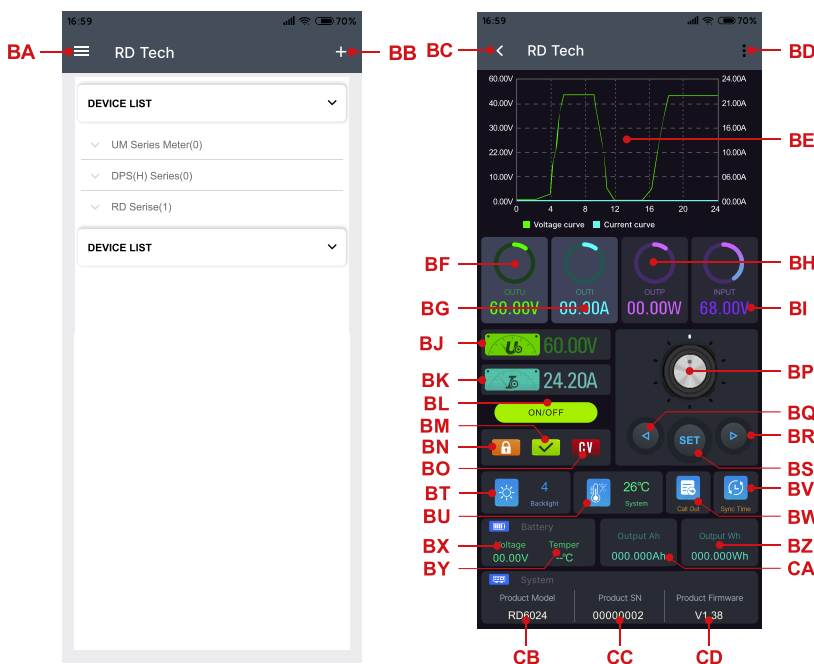 16:59 70%
BA RD Tech + BB
DEVICE LIST
UM Series Meter(0)
DPS(H) Series(0)
RD Serise(1)
DEVICE LIST
16:59 70%
BC RD Tech BD
60.00V 24.00A
40.00V 21.00A
30.00V 16.00A BE
22.00V 10.00A
10.00V 06.00A
0.00V 00.00A
0 4 8 12 16 20 24
Voltage curve Current curve
BF BH
OUTU OUTI OUTP INPUT
BG 60.00V 00.00A 00.00W 68.00V BI
BJ U 60.00V
BK I 24.20A BP
BL
ON/OFF BQ
BM
BN CV SET BR
BO BS
BT 4 26℃ BV
BU Backlight System Call Out Sync Time BW
Battery
BX Voltage Temper Output Ah Output Wh BZ
BY 00.00V --℃ 000.000Ah 000.000Wh CA
System
Product Model Product SN Product Firmware
RD6024 00000002 V1.38
CB CC CD